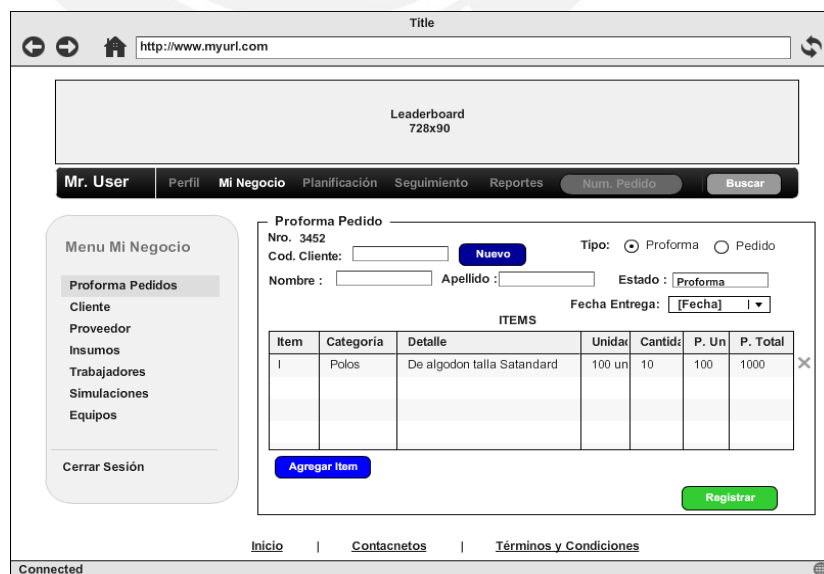 Title
http://www.myurl.com
Leaderboard
728x90
Mr. User Perfil Mi Negocio Planificación Seguimiento Reportes Num. Pedido Buscar
Menu Mi Negocio
Proforma Pedidos
Cliente
Proveedor
Insumos
Trabajadores
Simulaciones
Equipos
Cerrar Sesión
Proforma Pedido
Nro. 3452
Cod. Cliente: Nuevo Tipo: Proforma Pedido
Nombre : Apellido : Estado : Proforma
Fecha Entrega: [Fecha]
ITEMS
Item Categoría Detalle Unidad Cantida P. Un P. Total
I Polos De algodon talla Satandard 100 un 10 100 1000
Agregar Item
Registrar
Inicio | Contacnetos | Términos y Condiciones
Connected